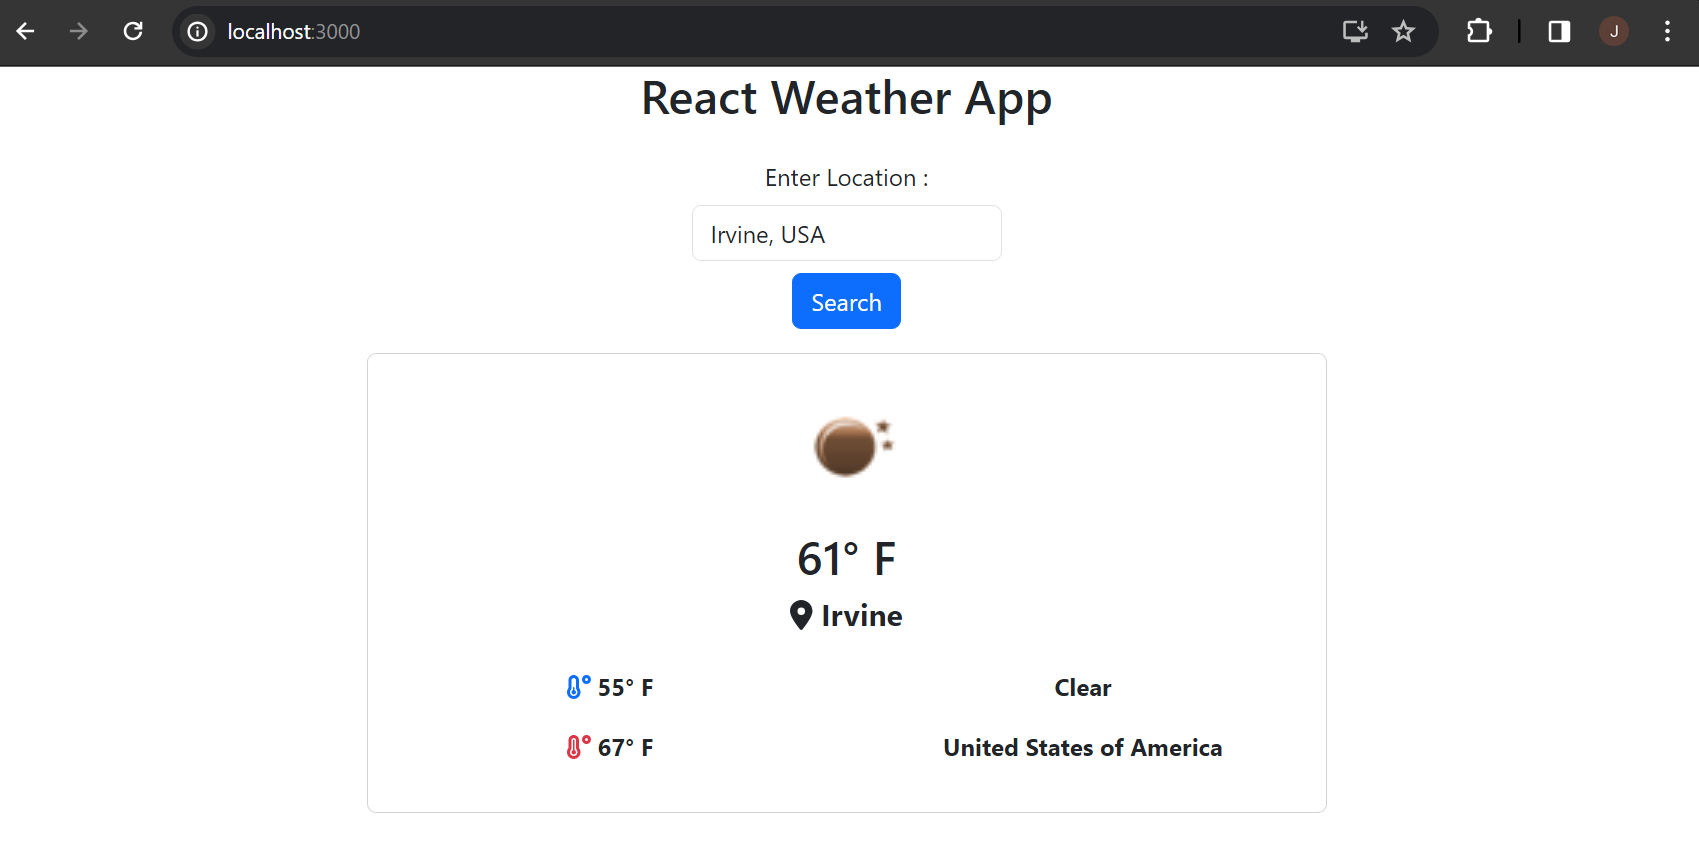 localhost:3000
J
React Weather App
Enter Location :
Irvine, USA
Search
61° F
Irvine
55° F
Clear
67° F
United States of America